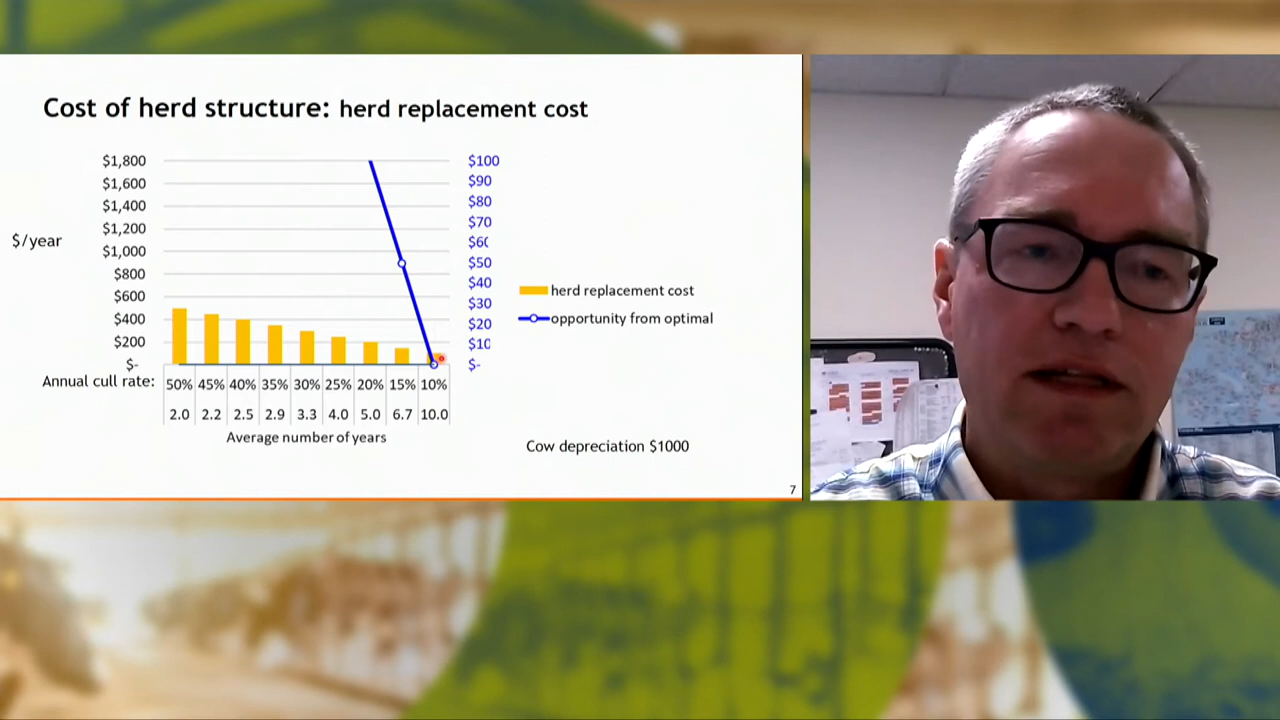 Cost of herd structure: herd replacement cost
$1,800
$1,600
$1,400
$1,200
$1,000
$800
$600
$400
$200
$-
$/year
$100
$90
$80
$70
$60
$50
$40
$30
$20
$10
$-
herd replacement cost
opportunity from optimal
Annual cull rate: 50% 45% 40% 35% 30% 25% 20% 15% 10%
2.0 2.2 2.5 2.9 3.3 4.0 5.0 6.7 10.0
Average number of years
Cow depreciation $1000
7